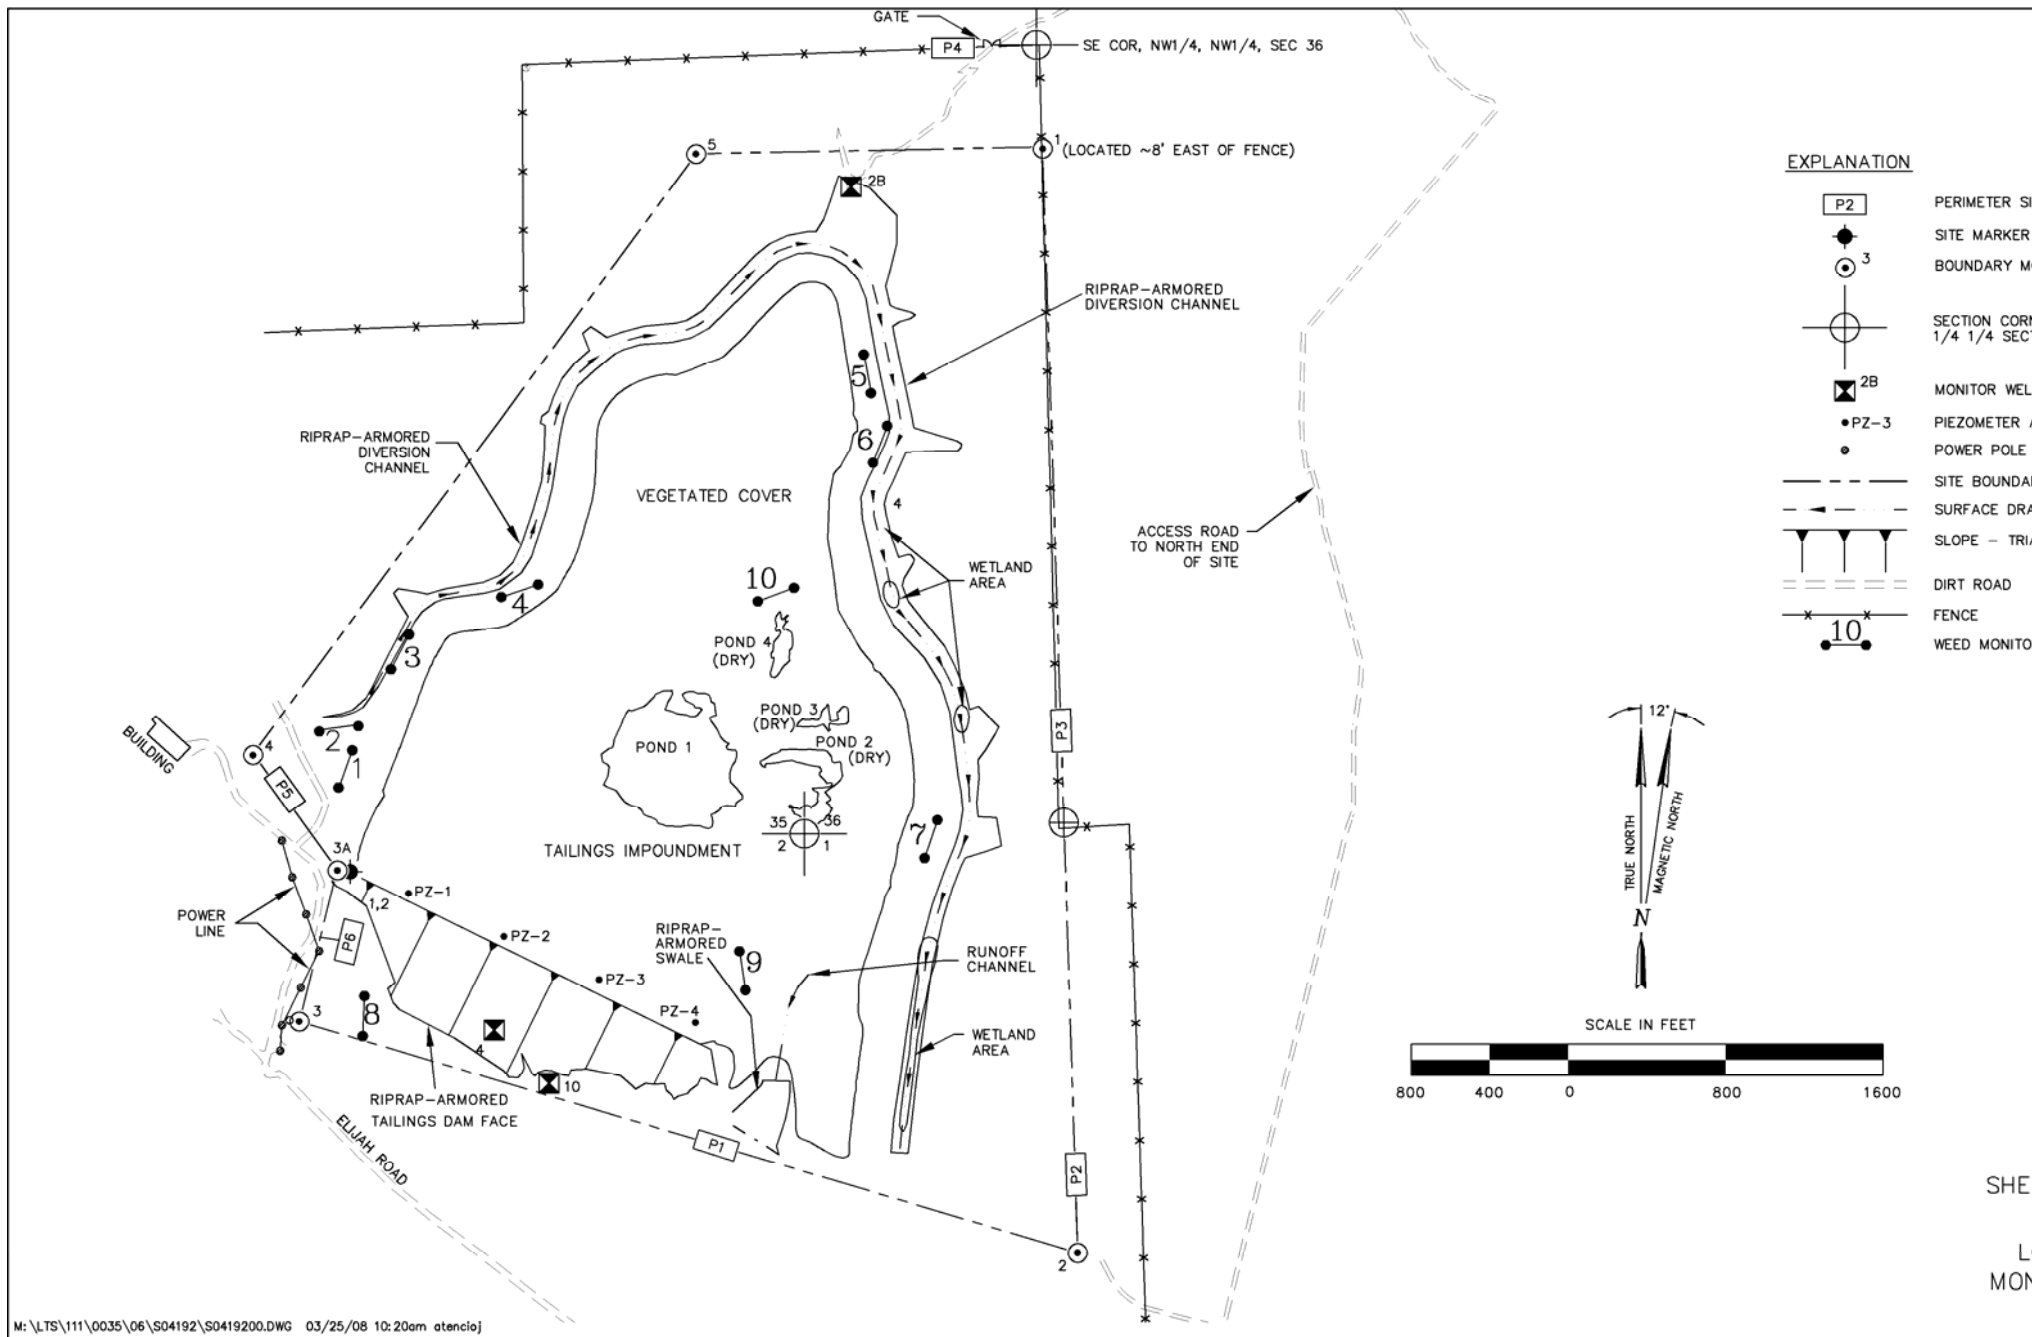 GATE
P4
SE COR, NW1/4, NW1/4, SEC 36
5
1
(LOCATED ~8' EAST OF FENCE)
2B
RIPRAP-ARMORED
DIVERSION CHANNEL
5
6
RIPRAP-ARMORED
DIVERSION
CHANNEL
VEGETATED COVER
4
ACCESS ROAD
TO NORTH END
OF SITE
WETLAND
AREA
10
4
3
POND 4
(DRY)
POND 3
(DRY)
POND 2
(DRY)
POND 1
P3
BUILDING
4
2
1
P5
35 36
2 1
7
TAILINGS IMPOUNDMENT
3A
PZ-1
1,2
POWER
LINE
P6
PZ-2
RIPRAP-
ARMORED
SWALE
9
RUNOFF
CHANNEL
PZ-3
3
8
PZ-4
4
WETLAND
AREA
10
RIPRAP-ARMORED
TAILINGS DAM FACE
ELIJAH ROAD
P1
P2
2
EXPLANATION
P2 PERIMETER SI
SITE MARKER
3 BOUNDARY M
SECTION CORN
1/4 1/4 SECT
2B MONITOR WEL
PZ-3 PIEZOMETER A
POWER POLE
SITE BOUNDA
SURFACE DRA
SLOPE - TRIA
DIRT ROAD
FENCE
10 WEED MONITO
12°
TRUE NORTH
MAGNETIC NORTH
N
SCALE IN FEET
800 400 0 800 1600
SHE
L
MON
M:\LTS\111\0035\06\S04192\S0419200.DWG 03/25/08 10:20am atencioj